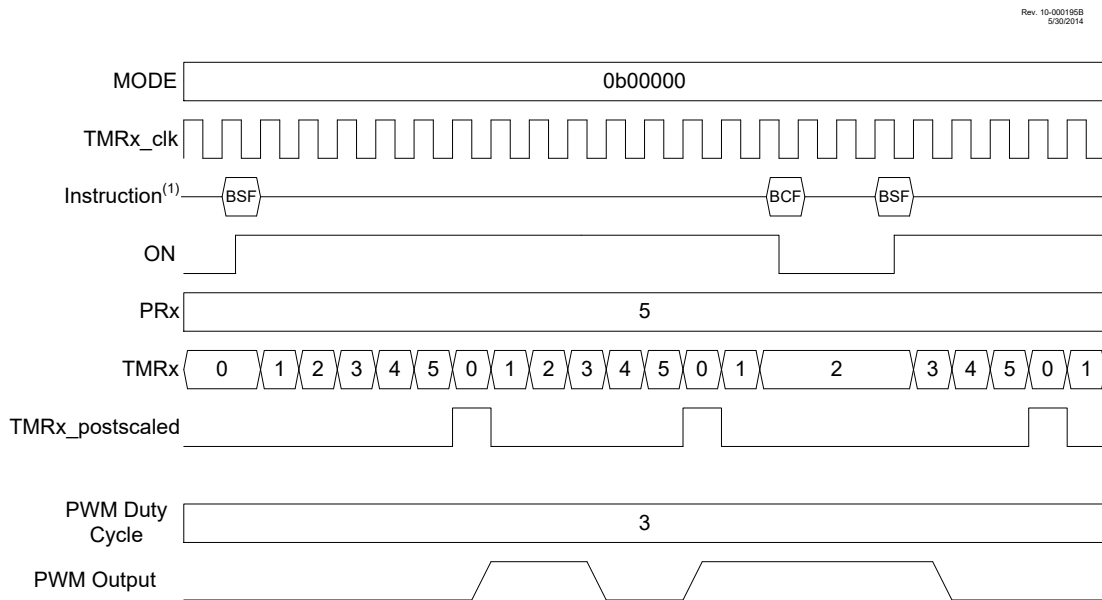 Rev. 10-000195B
5/30/2014
MODE 0b00000
TMRx_clk
Instruction(1) BSF BCF BSF
ON
PRx 5
TMRx 0 1 2 3 4 5 0 1 2 3 4 5 0 1 2 3 4 5 0 1
TMRx_postscaled
PWM Duty
Cycle 3
PWM Output